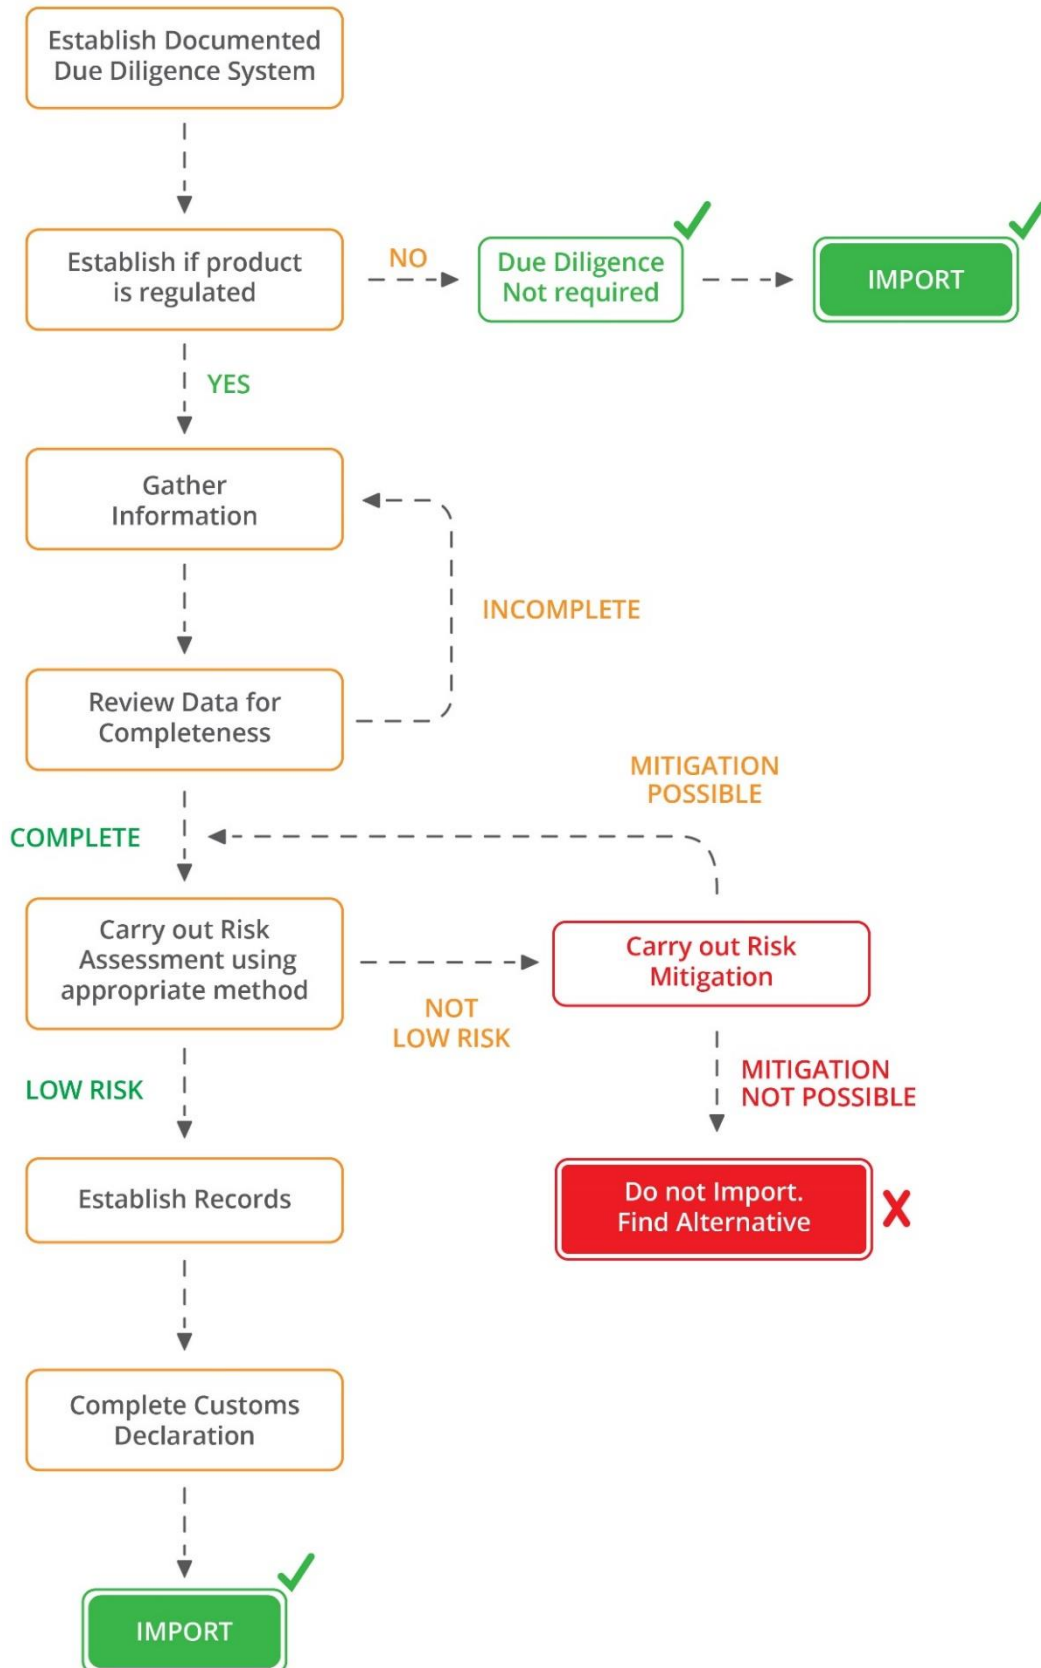 Establish Documented
Due Diligence System
Establish if product
is regulated
NO
Due Diligence
Not required
IMPORT
YES
Gather
Information
INCOMPLETE
Review Data for
Completeness
MITIGATION
POSSIBLE
COMPLETE
Carry out Risk
Assessment using
appropriate method
NOT
LOW RISK
Carry out Risk
Mitigation
LOW RISK
MITIGATION
NOT POSSIBLE
Establish Records
Do not Import.
Find Alternative
Complete Customs
Declaration
IMPORT